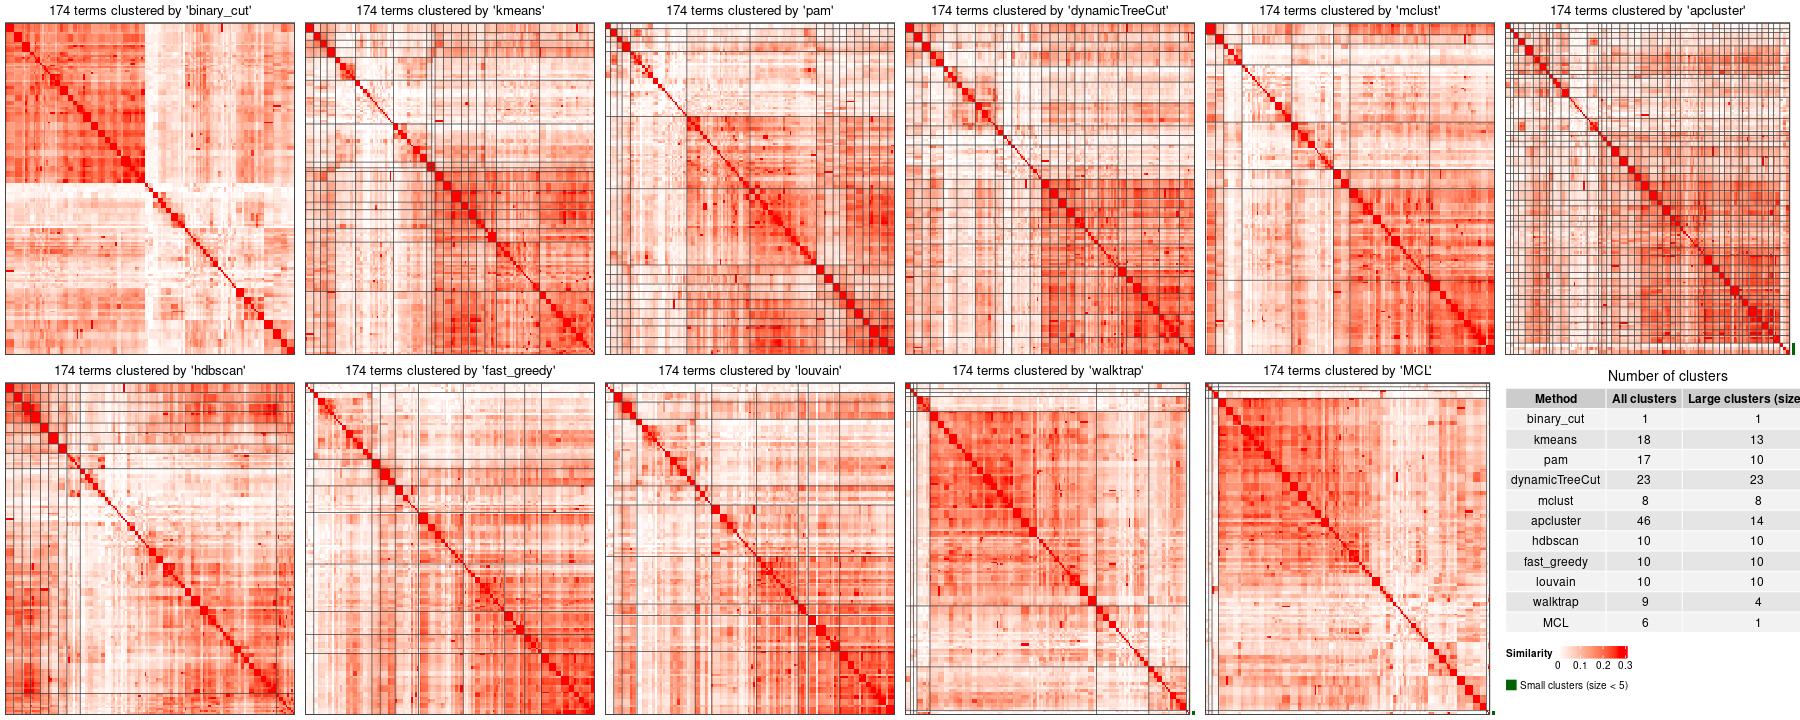 174 terms clustered by 'binary_cut'
174 terms clustered by 'kmeans'
174 terms clustered by 'pam'
174 terms clustered by 'dynamicTreeCut'
174 terms clustered by 'mclust'
174 terms clustered by 'apcluster'
174 terms clustered by 'hdbscan'
174 terms clustered by 'fast_greedy'
174 terms clustered by 'louvain'
174 terms clustered by 'walktrap'
174 terms clustered by 'MCL'
Number of clusters
Method All clusters Large clusters (size
binary_cut 1 1
kmeans 18 13
pam 17 10
dynamicTreeCut 23 23
mclust 8 8
apcluster 46 14
hdbscan 10 10
fast_greedy 10 10
louvain 10 10
walktrap 9 4
MCL 6 1
Similarity
0 0.1 0.2 0.3
Small clusters (size < 5)